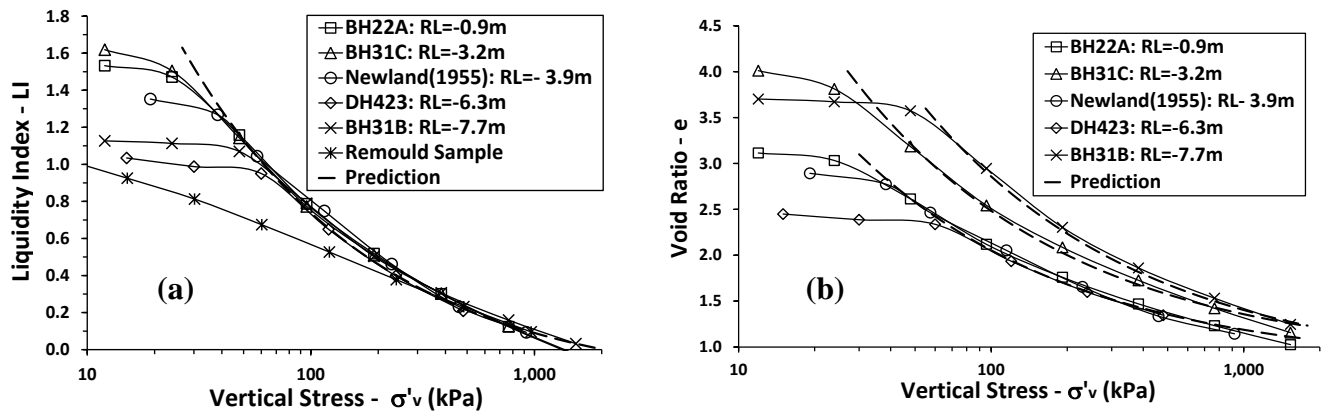 1.8
1.6
1.4
1.2
1.0
0.8
0.6
0.4
0.2
0.0
Liquidity Index - LI
BH22A: RL=-0.9m
BH31C: RL=-3.2m
Newland(1955): RL=- 3.9m
DH423: RL=-6.3m
BH31B: RL=-7.7m
Remould Sample
Prediction
(a)
10 100 1,000
Vertical Stress - σ'v (kPa)
4.5
4.0
3.5
3.0
2.5
2.0
1.5
1.0
Void Ratio - e
BH22A: RL=-0.9m
BH31C: RL=-3.2m
Newland(1955): RL- 3.9m
DH423: RL=-6.3m
BH31B: RL=-7.7m
Prediction
(b)
10 100 1,000
Vertical Stress - σ'v (kPa)